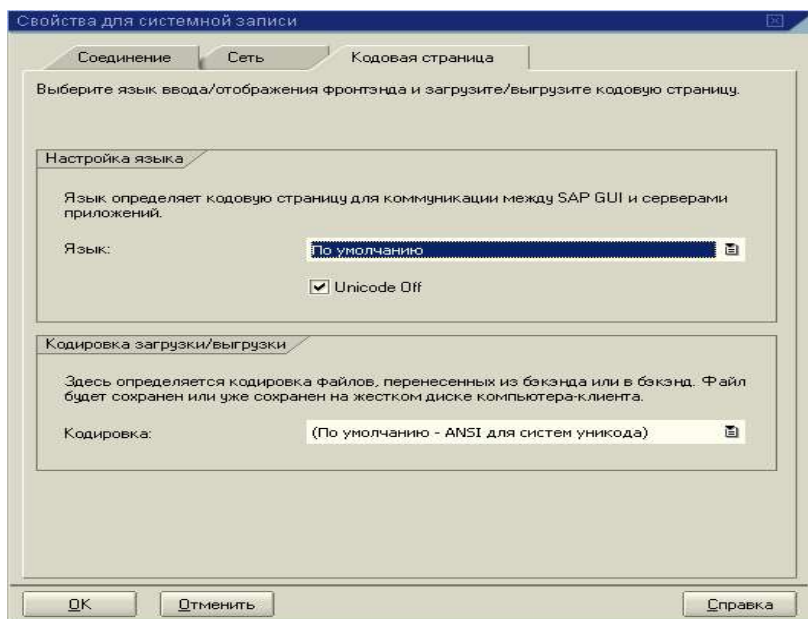 Свойства для системной записи
Соединение Сеть Кодовая страница
Выберите язык ввода/отображения фронтэнда и загрузите/выгрузите кодовую страницу.
Настройка языка
Язык определяет кодовую страницу для коммуникации между SAP GUI и серверами
приложений.
Язык: По умолчанию
Unicode Off
Кодировка загрузки/выгрузки
Здесь определяется кодировка файлов, перенесенных из бэкэнда или в бэкэнд. Файл
будет сохранен или уже сохранен на жестком диске компьютера-клиента.
Кодировка: (По умолчанию - ANSI для систем уникода)
OK Отменить Справка